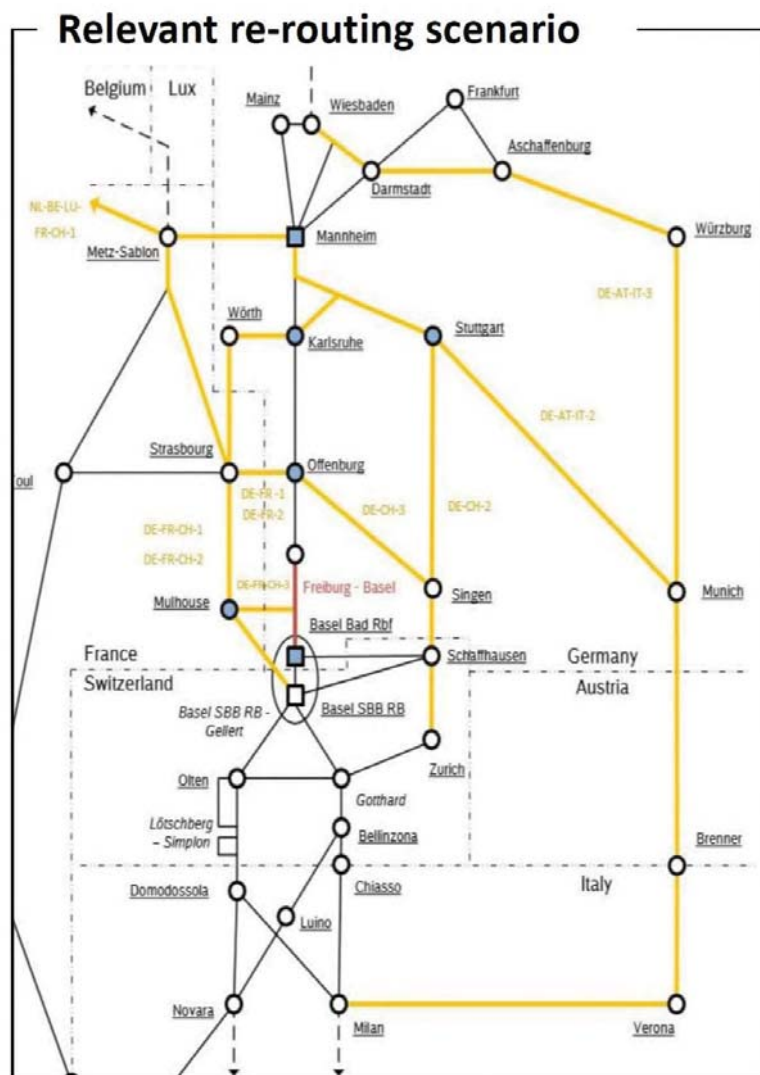 Relevant re-routing scenario
Belgium
Lux
Mainz
Wiesbaden
Frankfurt
Aschaffenburg
Darmstadt
NL-BE-LU-
FR-CH-1
Metz-Sablon
Mannheim
Würzburg
DE-AT-IT-3
Wörth
Karlsruhe
Stuttgart
DE-AT-IT-2
Strasbourg
Offenburg
oul
DE-FR -1
DE-FR-2
DE-CH-3
DE-CH-2
DE-FR-CH-1
DE-FR-CH-2
DE-FR-CH-3
Freiburg - Basel
Singen
Munich
Mulhouse
Basel Bad Rbf
France
Schaffhausen
Germany
Switzerland
Austria
Basel SBB RB -
Gellert
Basel SBB RB
Zurich
Olten
Gotthard
Lötschberg
– Simplon
Bellinzona
Brenner
Chiasso
Italy
Domodossola
Luino
Novara
Milan
Verona